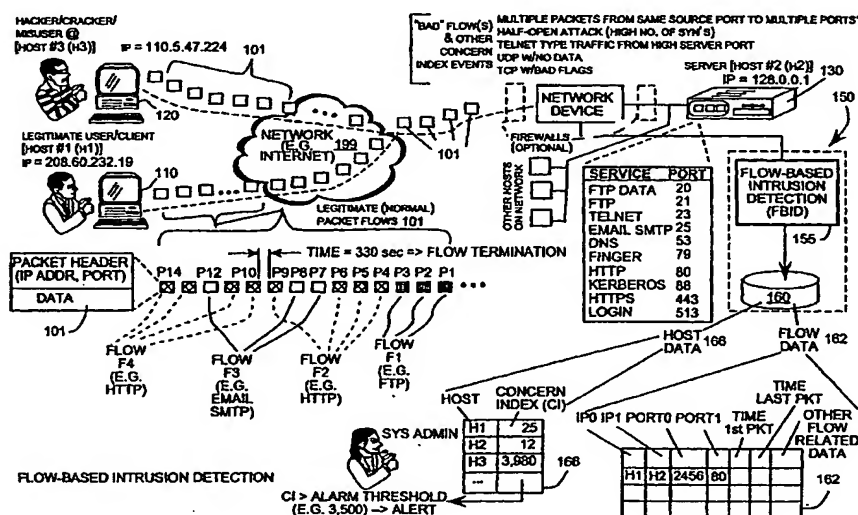 HACKER/CRACKER/
MISUSER @
[HOST #3 (H3)]
IP = 110.5.47.224
101
120
LEGITIMATE USER/CLIENT
[HOST #1 (H1)]
IP = 208.60.232.19
110
NETWORK
(E.G. 199
INTERNET)
101
"BAD" FLOW(S)
& OTHER
CONCERN
INDEX EVENTS
MULTIPLE PACKETS FROM SAME SOURCE PORT TO MULTIPLE PORTS
HALF-OPEN ATTACK (HIGH NO. OF SYN'S)
TELNET TYPE TRAFFIC FROM HIGH SERVER PORT
UDP W/NO DATA
TCP W/BAD FLAGS
SERVER [HOST #2 (H2)]
IP = 128.0.0.1
130
150
NETWORK
DEVICE
FIREWALLS
(OPTIONAL)
OTHER HOSTS
ON NETWORK
SERVICE PORT
FTP DATA 20
FTP 21
TELNET 23
EMAIL SMTP 25
DNS 53
FINGER 79
HTTP 80
KERBEROS 88
HTTPS 443
LOGIN 513
FLOW-BASED
INTRUSION
DETECTION
(FBID)
155
160
LEGITIMATE (NORMAL)
PACKET FLOWS 101
TIME = 330 sec => FLOW TERMINATION
PACKET HEADER
(IP ADDR, PORT)
DATA
101
P14 P12 P10 P9 P8 P7 P6 P5 P4 P3 P2 P1
FLOW
F4
(E.G.
HTTP)
FLOW
F3
(E.G.
EMAIL
SMTP)
FLOW
F2
(E.G.
HTTP)
FLOW
F1
(E.G.
FTP)
HOST
DATA 166
FLOW
DATA 162
HOST
CONCERN
INDEX (CI)
H1 25
H2 12
H3 3,980
...
166
SYS ADMIN
CI > ALARM THRESHOLD
(E.G. 3,500) --> ALERT
FLOW-BASED INTRUSION DETECTION
IP0 IP1 PORT0 PORT1
TIME
1st PKT
TIME
LAST PKT
OTHER
FLOW
RELATED
DATA
H1 H2 2456 80
162